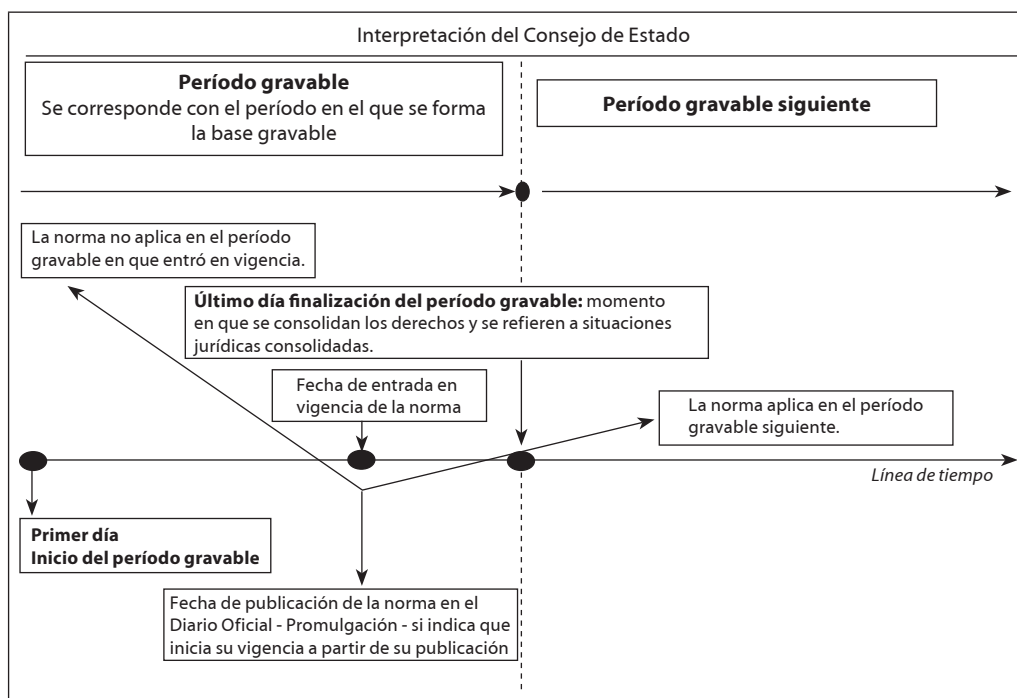 Interpretación del Consejo de Estado
Período gravable
Se corresponde con el período en el que se forma
la base gravable
Período gravable siguiente
La norma no aplica en el período
gravable en que entró en vigencia.
Último día finalización del período gravable: momento
en que se consolidan los derechos y se refieren a situaciones
jurídicas consolidadas.
Fecha de entrada en
vigencia de la norma
La norma aplica en el período
gravable siguiente.
Línea de tiempo
Primer día
Inicio del período gravable
Fecha de publicación de la norma en el
Diario Oficial - Promulgación - si indica que
inicia su vigencia a partir de su publicación